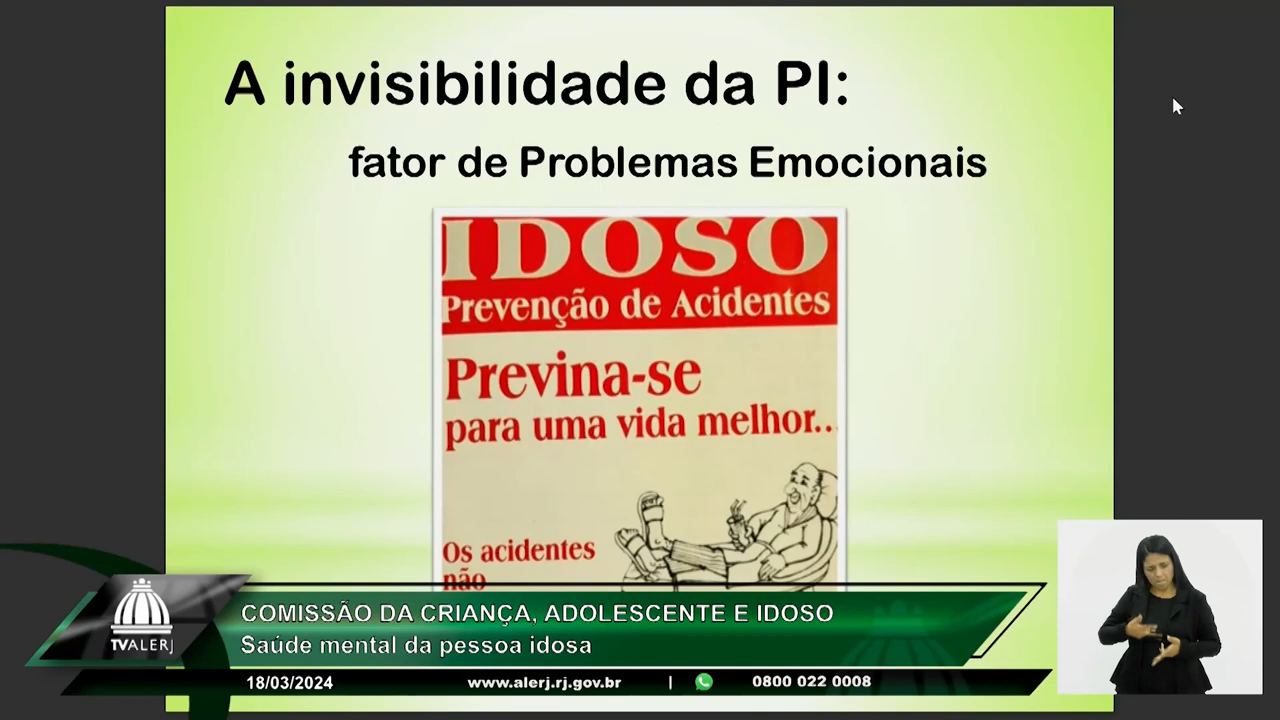 A invisibilidade da PI:
fator de Problemas Emocionais
IDOSO
Prevenção de Acidentes
Previna-se
para uma vida melhor...
Os acidentes
não
COMISSÃO DA CRIANÇA, ADOLESCENTE E IDOSO
Saúde mental da pessoa idosa
TVALERJ
18/03/2024 www.alerj.rj.gov.br | 0800 022 0008